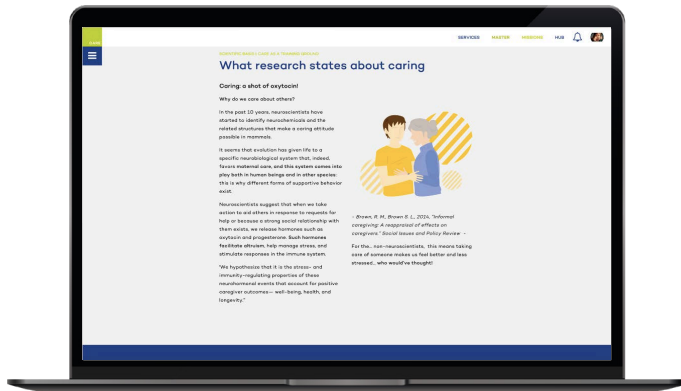 SERVICES MASTER MISSIONS HUB
What research states about caring
Caring: a shot of oxytocin!
Why do we care about others?
In the past 10 years, neuroscientists have
started to identify neurochemicals and the
related structures that make a caring attitude
possible in mammals.
It seems that evolution has given life to a
specific neurobiological system that, indeed,
favors maternal care, and this system comes into
play both in human beings and in other species:
this is why different forms of supportive behavior
exist.
Neuroscientists suggest that when we take
action to aid others in response to requests for
help or because a strong social relationship with
them exists, we release hormones such as
oxytocin and progesterone. Such hormones
facilitate altruism, help manage stress, and
stimulate responses in the immune system.
"We hypothesize that it is the stress- and
immunity-regulating properties of these
neurohormonal events that account for positive
caregiver outcomes— well-being, health, and
longevity."
- Brown, R. M., Brown S. L., 2014, "Informal
caregiving: A reappraisal of effects on
caregivers." Social Issues and Policy Review -
For the... non-neuroscientists, this means taking
care of someone makes us feel better and less
stressed... who would've thought!